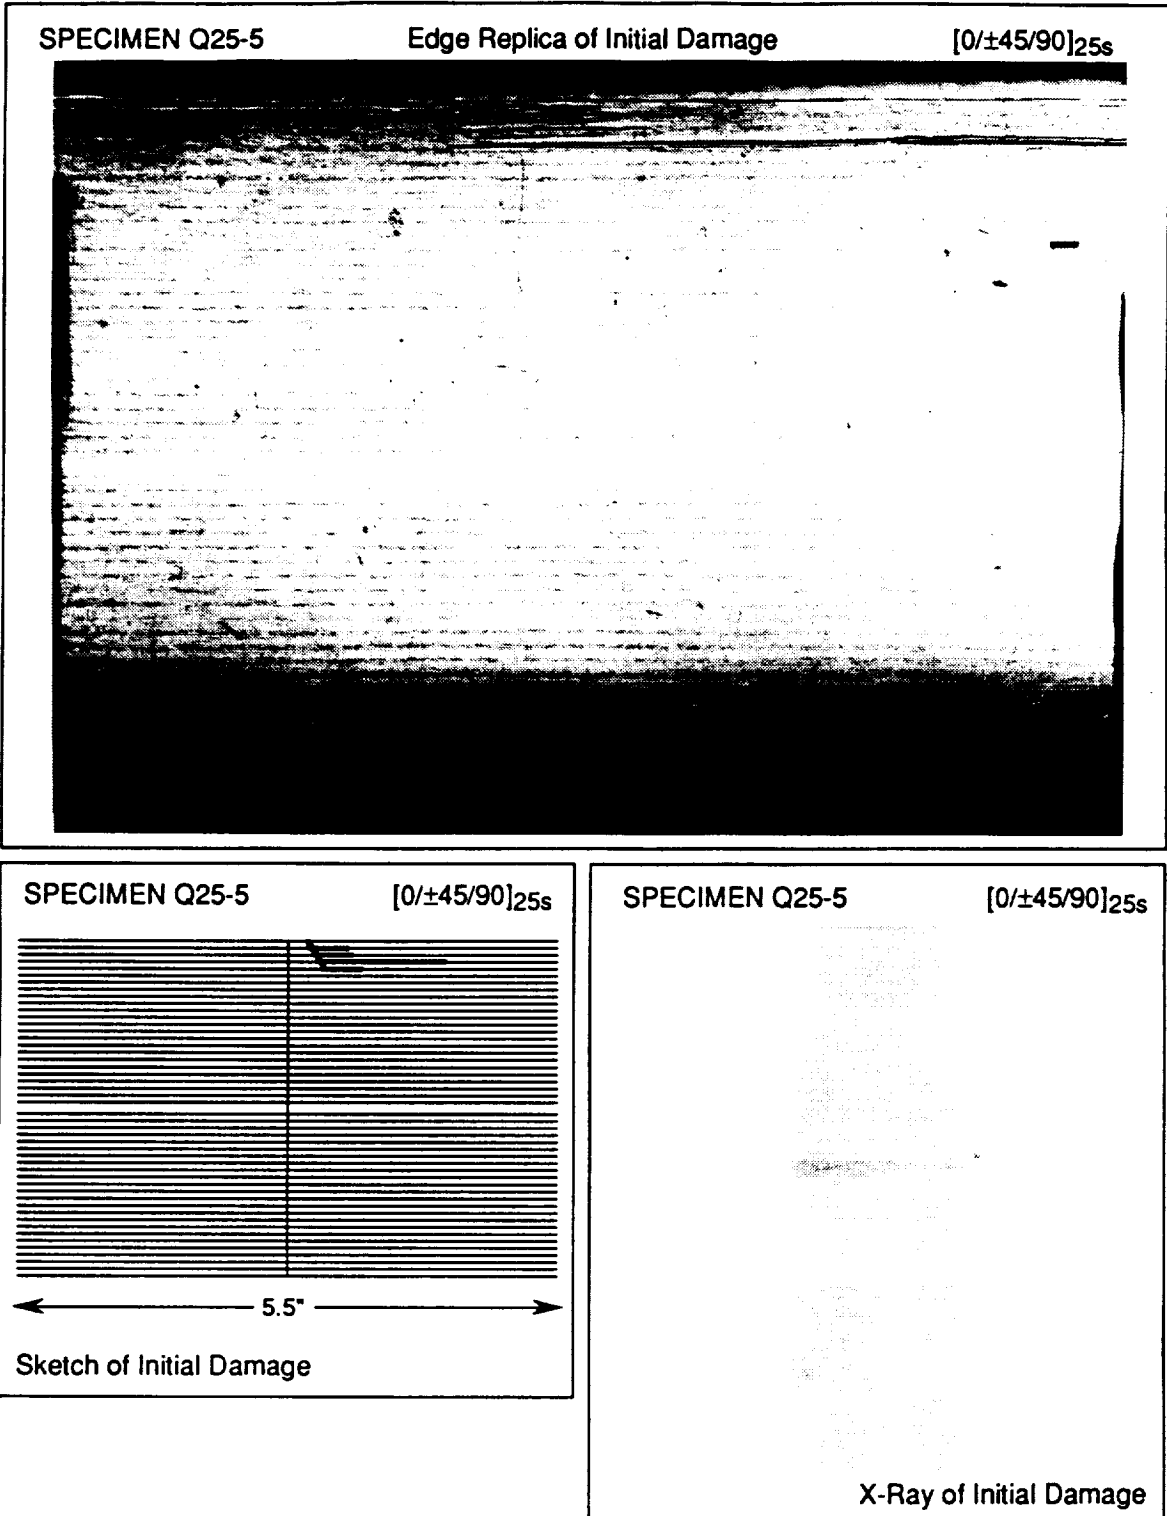 SPECIMEN Q25-5 Edge Replica of Initial Damage [0/±45/90]25s
SPECIMEN Q25-5 [0/±45/90]25s
5.5"
Sketch of Initial Damage
SPECIMEN Q25-5 [0/±45/90]25s
X-Ray of Initial Damage